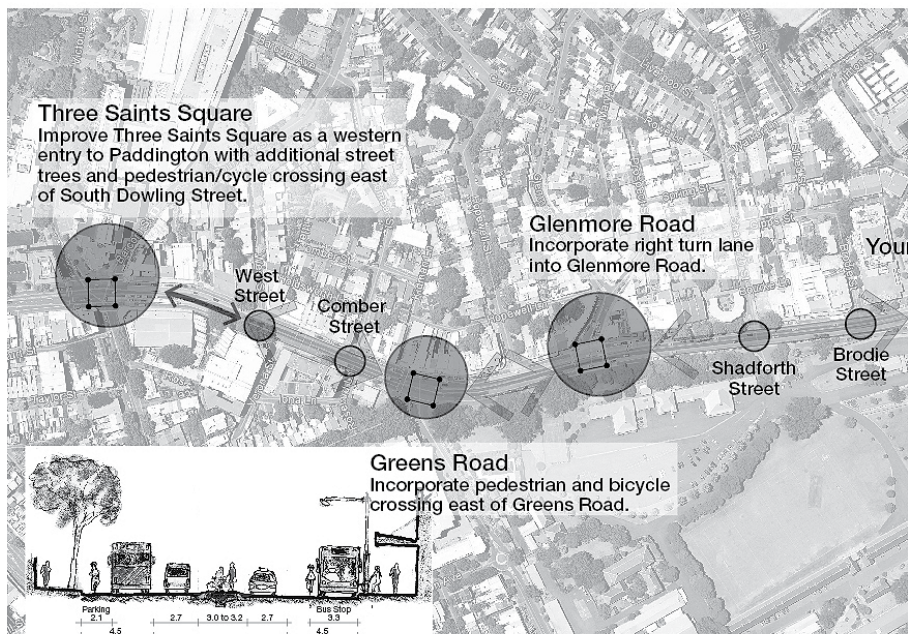 Three Saints Square
Improve Three Saints Square as a western
entry to Paddington with additional street
trees and pedestrian/cycle crossing east
of South Dowling Street.
Glenmore Road
Incorporate right turn lane
into Glenmore Road.
Your
West
Street
Comber
Street
Shadforth
Street
Brodie
Street
Greens Road
Incorporate pedestrian and bicycle
crossing east of Greens Road.
Parking
2.1
2.7
3.0 to 3.2
2.7
Bus Stop
3.3
4.5
4.5